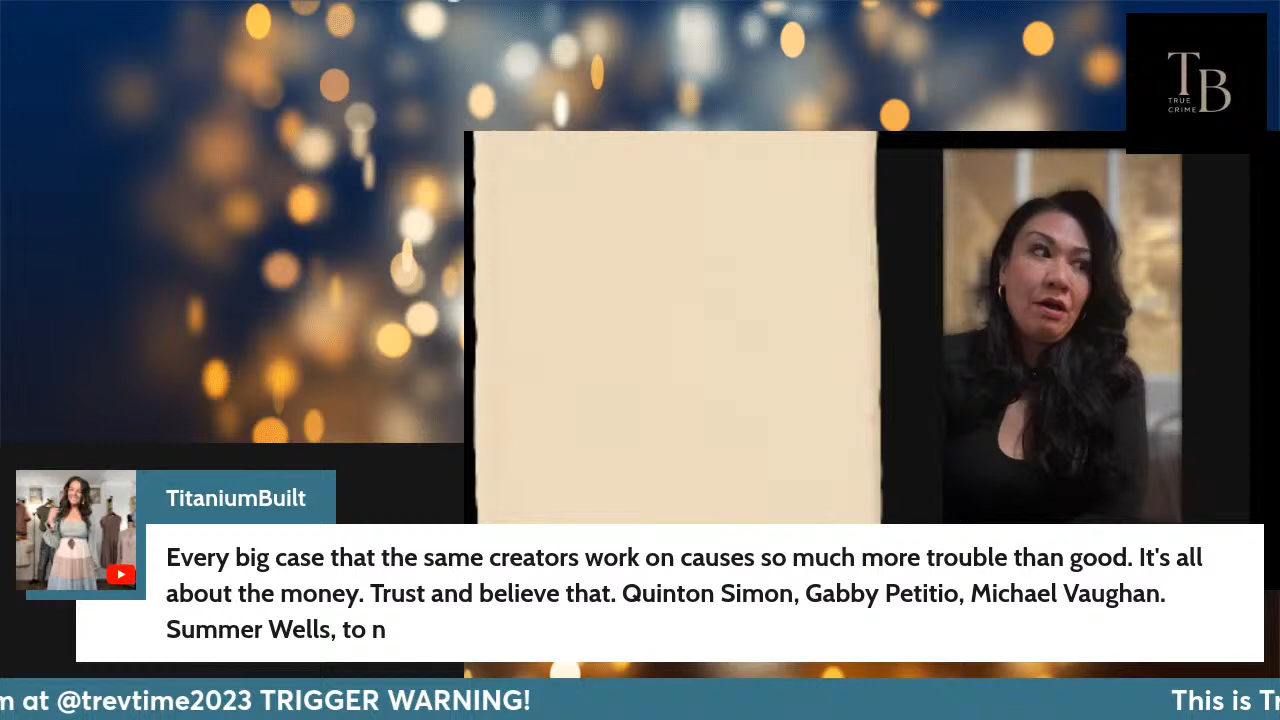 TB
TRUE
CRIME
TitaniumBuilt
Every big case that the same creators work on causes so much more trouble than good. It's all
about the money. Trust and believe that. Quinton Simon, Gabby Petitio, Michael Vaughan.
Summer Wells, to n
m at @trevtime2023 TRIGGER WARNING! This is Tr